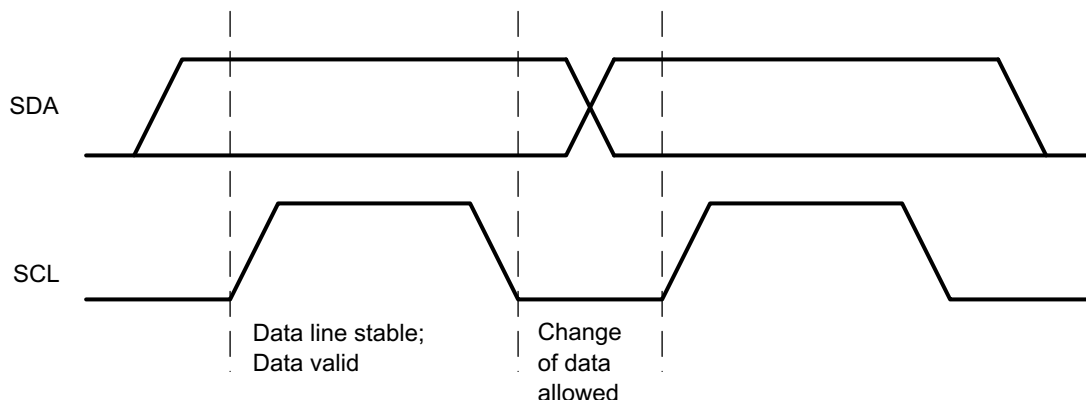 SDA
SCL
Data line stable;
Data valid
Change
of data
allowed